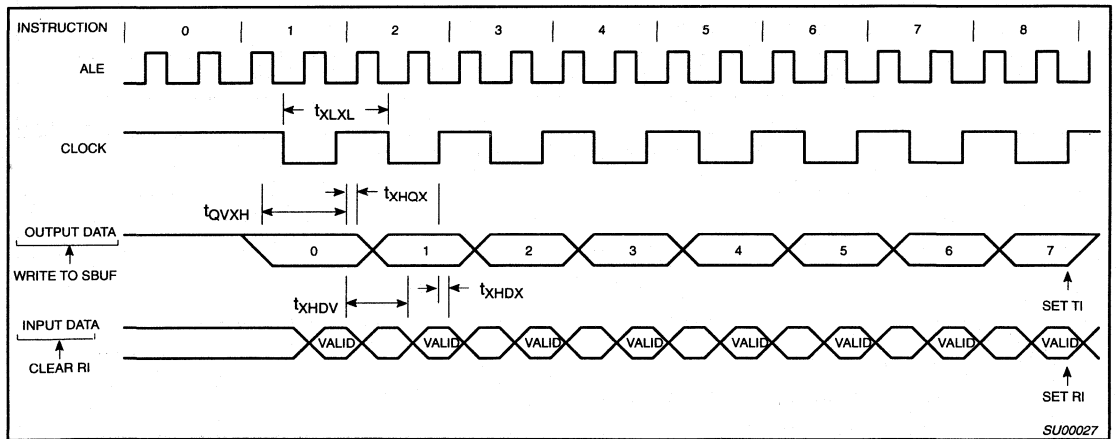 INSTRUCTION | 0 | 1 | 2 | 3 | 4 | 5 | 6 | 7 | 8 |
ALE
tXLXL
CLOCK
tXHQX
tQVXH
OUTPUT DATA
0 1 2 3 4 5 6 7
WRITE TO SBUF
SET TI
tXHDV
tXHDX
INPUT DATA
VALID VALID VALID VALID VALID VALID VALID VALID
CLEAR RI
SET RI
SU00027